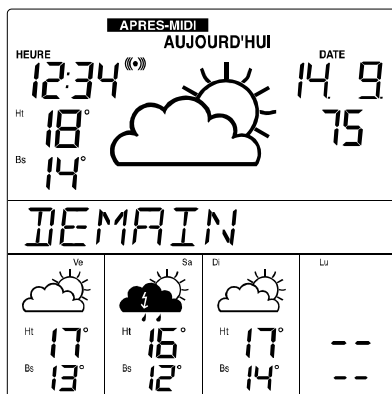 APRES-MIDI
AUJOURD'HUI
HEURE DATE
12:34 14. 9.
Ht 18° 75
Bs 14°
DEMAIN
Ve Sa Di Lu
Ht 17° Ht 16° Ht 17° --
Bs 13° Bs 12° Bs 14° --